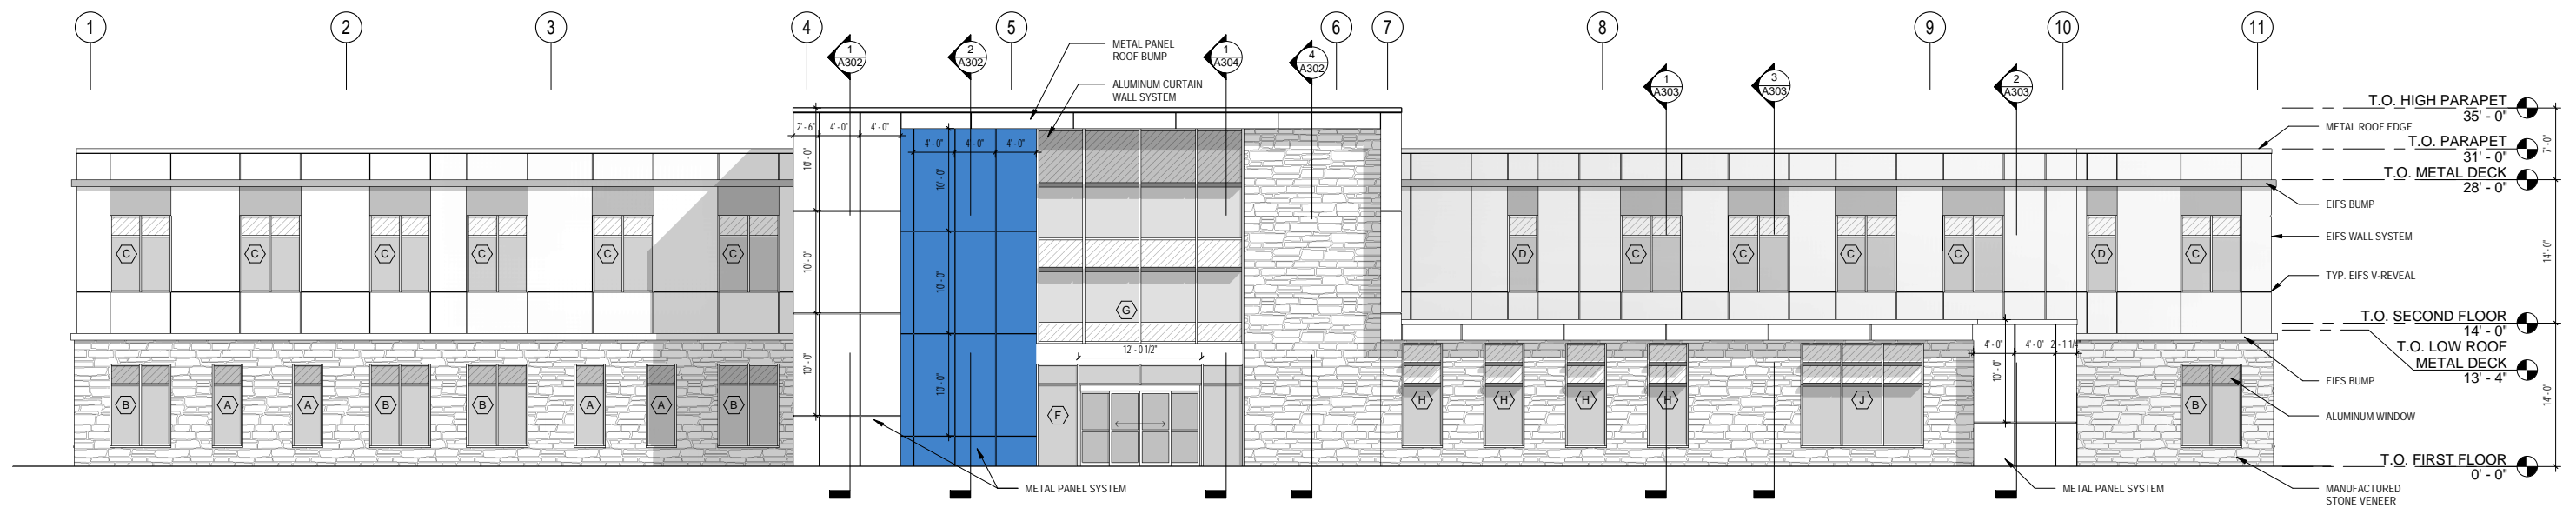 1 2 3 4 5 6 7 8 9 10 11
1
A302
2
A302
METAL PANEL
ROOF BUMP
ALUMINUM CURTAIN
WALL SYSTEM
1
A304
4
A302
1
A303
3
A303
2
A303
T.O. HIGH PARAPET
35' - 0"
METAL ROOF EDGE
T.O. PARAPET
31' - 0"
7' - 0"
T.O. METAL DECK
28' - 0"
EIFS BUMP
EIFS WALL SYSTEM
14' - 0"
TYP. EIFS V-REVEAL
T.O. SECOND FLOOR
14' - 0"
T.O. LOW ROOF
METAL DECK
13' - 4"
EIFS BUMP
14' - 0"
ALUMINUM WINDOW
T.O. FIRST FLOOR
0' - 0"
MANUFACTURED
STONE VENEER
2' - 6" 4' - 0" 4' - 0"
4' - 0" 4' - 0" 4' - 0"
10' - 0"
10' - 0"
10' - 0"
10' - 0"
10' - 0"
10' - 0"
C C C C C C D C C C C D C
G
12' - 0 1/2"
4' - 0" 4' - 0" 2' - 1 1/4"
10' - 0"
B A A B B A A B F H H H H J B
METAL PANEL SYSTEM
METAL PANEL SYSTEM